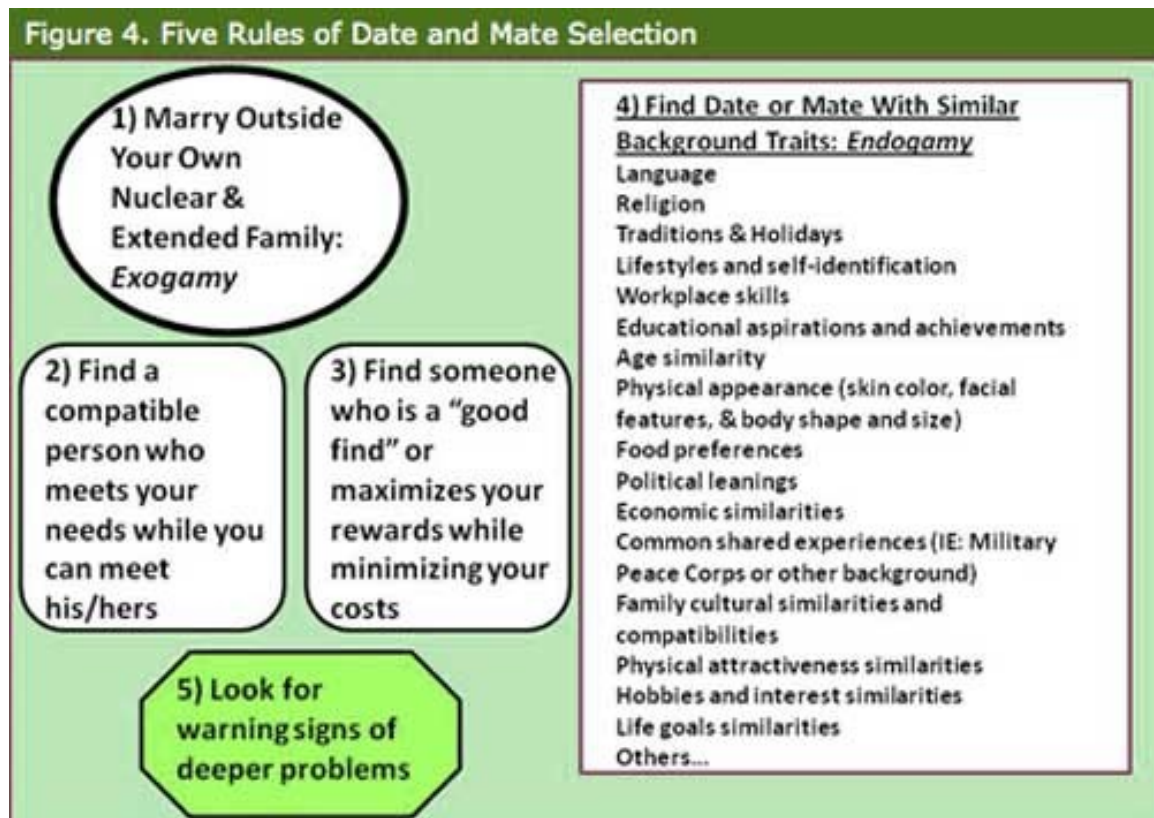 Figure 4. Five Rules of Date and Mate Selection
1) Marry Outside
Your Own
Nuclear &
Extended Family:
Exogamy
2) Find a
compatible
person who
meets your
needs while you
can meet
his/hers
3) Find someone
who is a “good
find” or
maximizes your
rewards while
minimizing your
costs
4) Find Date or Mate With Similar
Background Traits: Endogamy
Language
Religion
Traditions & Holidays
Lifestyles and self-identification
Workplace skills
Educational aspirations and achievements
Age similarity
Physical appearance (skin color, facial
features, & body shape and size)
Food preferences
Political leanings
Economic similarities
Common shared experiences (IE: Military
Peace Corps or other background)
Family cultural similarities and
compatibilities
Physical attractiveness similarities
Hobbies and interest similarities
Life goals similarities
Others...
5) Look for
warning signs of
deeper problems